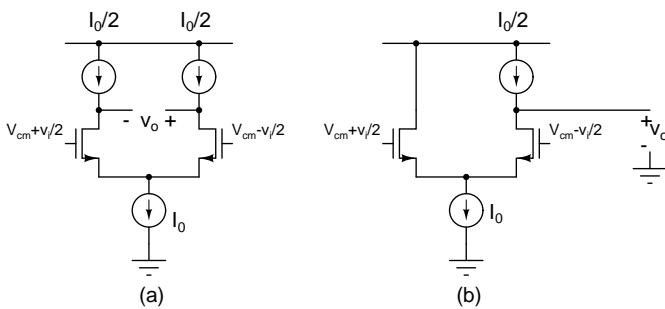 I0/2 I0/2 I0/2
- vo +
Vcm+vi/2 Vcm-vi/2 Vcm+vi/2 Vcm-vi/2
+
vo
-
I0 I0
(a) (b)